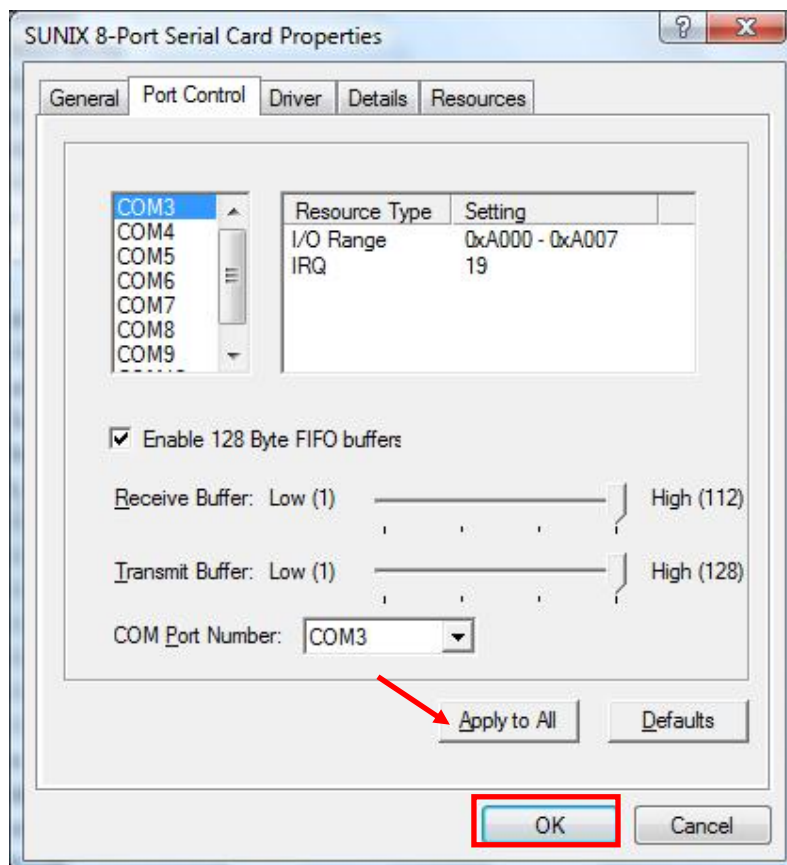 SUNIX 8-Port Serial Card Properties
General Port Control Driver Details Resources
COM3
COM4
COM5
COM6
COM7
COM8
COM9
Resource Type Setting
I/O Range 0xA000 - 0xA007
IRQ 19
Enable 128 Byte FIFO buffers
Receive Buffer: Low (1) High (112)
Transmit Buffer: Low (1) High (128)
COM Port Number: COM3
Apply to All Defaults
OK Cancel